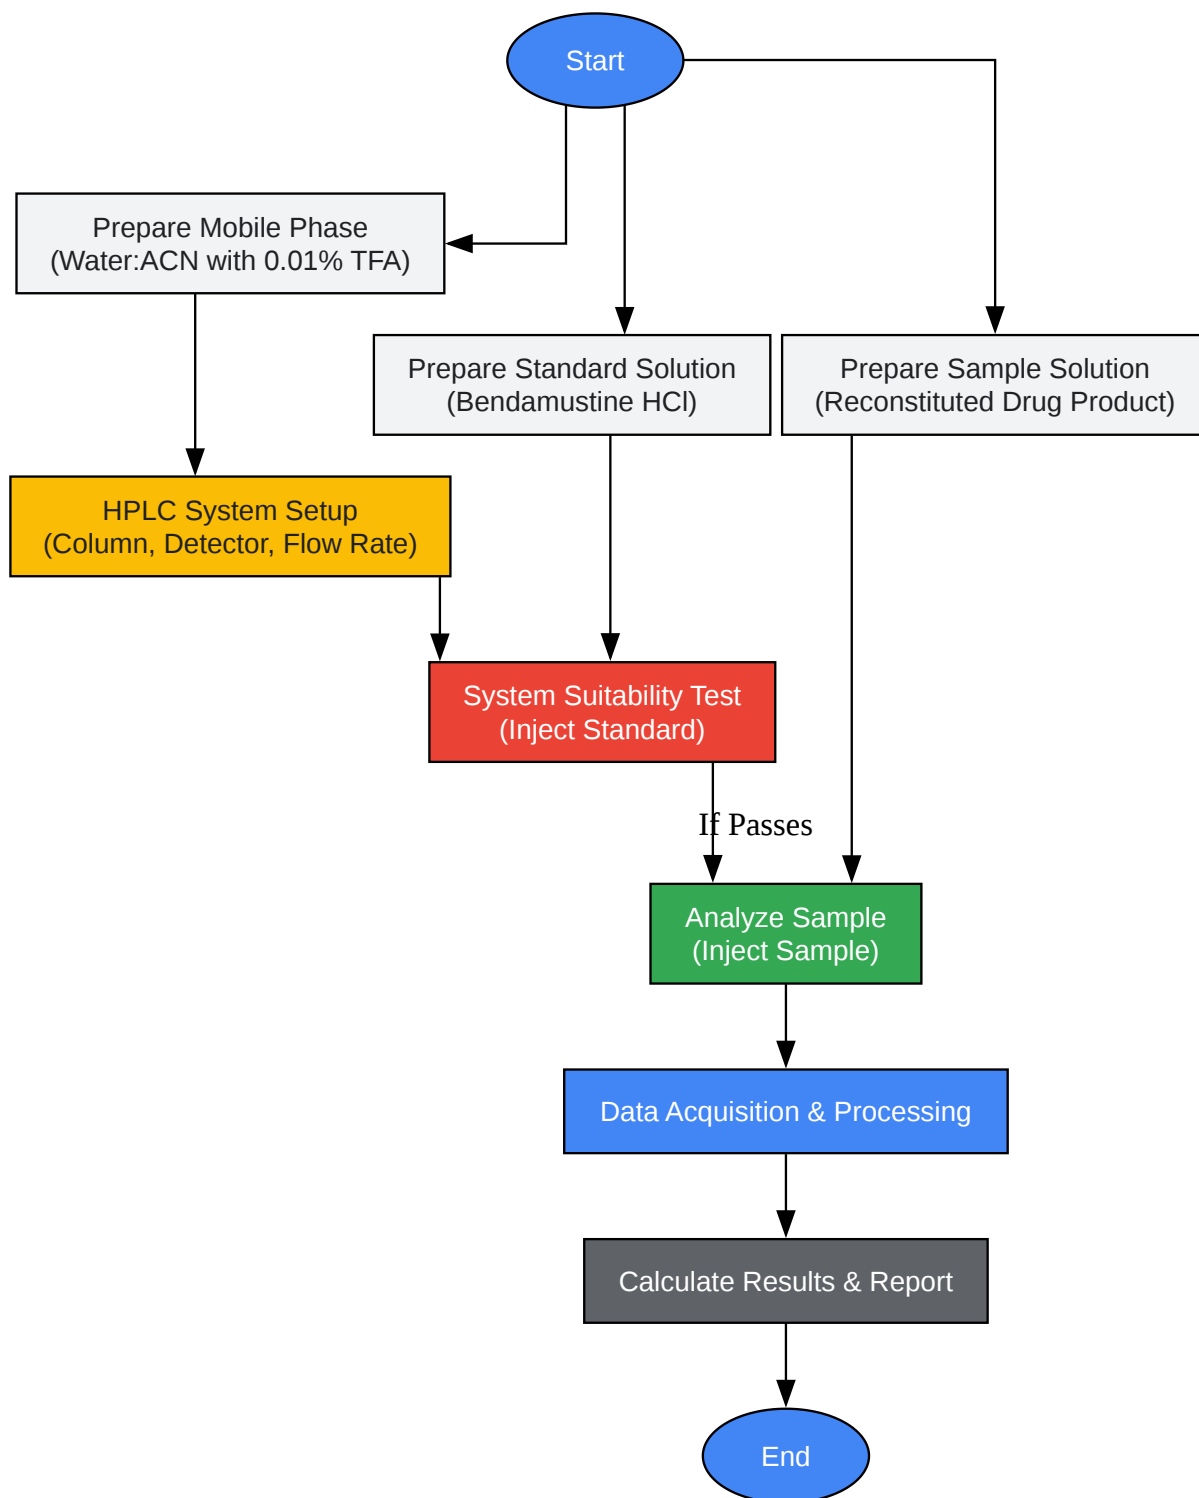 Start
Prepare Mobile Phase
(Water:ACN with 0.01% TFA)
Prepare Standard Solution
(Bendamustine HCl)
Prepare Sample Solution
(Reconstituted Drug Product)
HPLC System Setup
(Column, Detector, Flow Rate)
System Suitability Test
(Inject Standard)
If Passes
Analyze Sample
(Inject Sample)
Data Acquisition & Processing
Calculate Results & Report
End